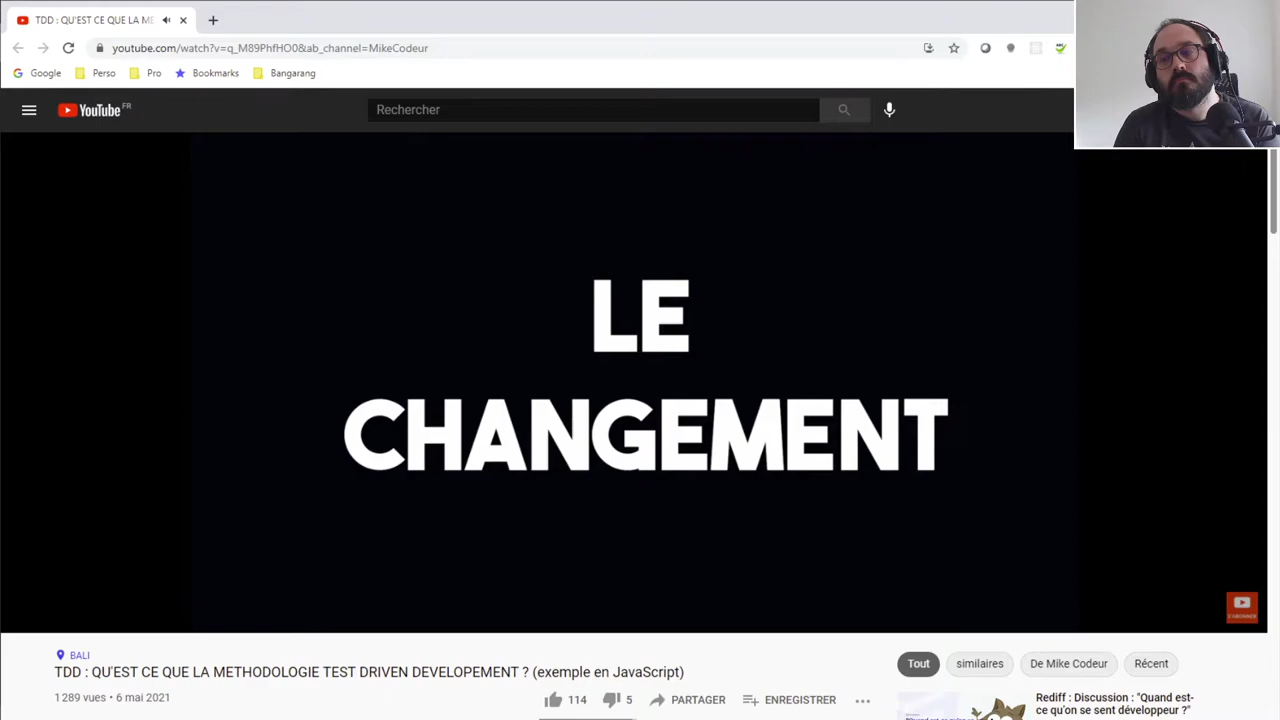 TDD : QU'EST CE QUE LA ME
youtube.com/watch?v=q_M89PhfHO0&ab_channel=MikeCodeur
Google Perso Pro Bookmarks Bangarang
YouTube FR
Rechercher
LE
CHANGEMENT
S'ABONNER
BALI
TDD : QU'EST CE QUE LA METHODOLOGIE TEST DRIVEN DEVELOPEMENT ? (exemple en JavaScript)
1 289 vues • 6 mai 2021
114 5 PARTAGER ENREGISTRER
Tout similaires De Mike Codeur Récent
Rediff : Discussion : "Quand est-
ce qu'on se sent développeur ?"